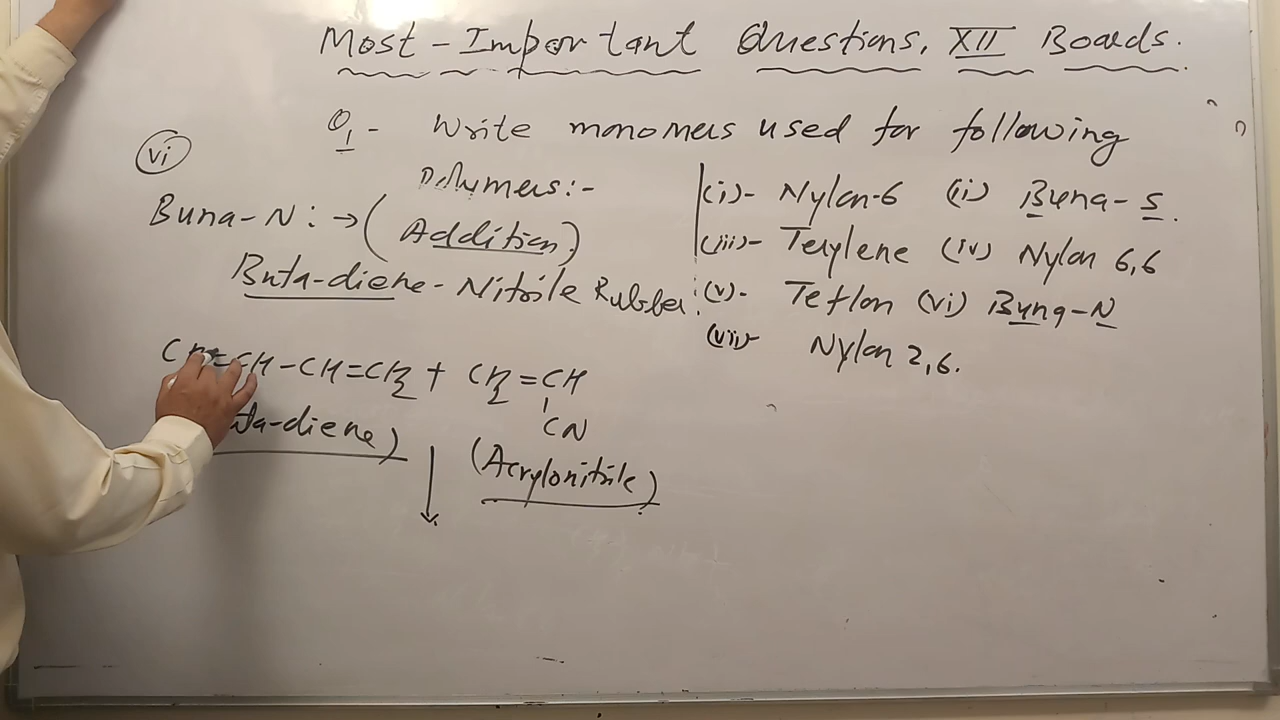 Most-Important Questions, XII Boards.
Q1- Write monomers used for following
Polymers:-
(i)- Nylon-6 (ii) Buna-S.
(iii)- Terylene (iv) Nylon 6,6
(v)- Teflon (vi) Buna-N
(vii)- Nylon 2,6.
(vi)
Buna-N:→(Addition)
Buta-diene-Nitrile Rubber:
=CH-CH=CH2 + CH2=CH
CN
ta-diene)
(Acrylonitrile)